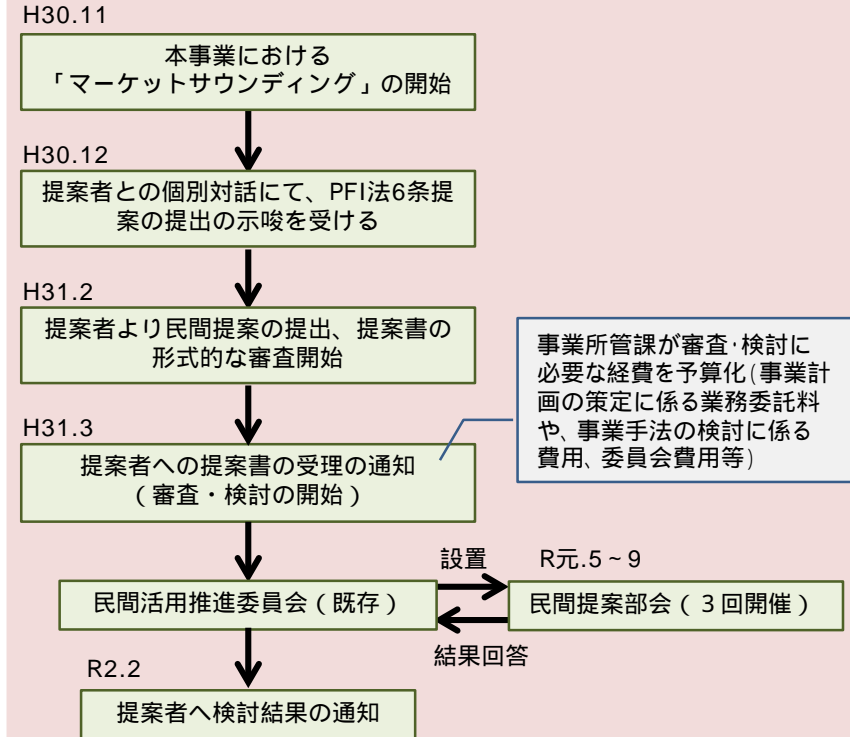 H30.11
本事業における
「マーケットサウンディング」の開始
H30.12
提案者との個別対話にて、PFI法6条提
案の提出の示唆を受ける
H31.2
提案者より民間提案の提出、提案書の
形式的な審査開始
事業所管課が審査・検討に
必要な経費を予算化(事業計
画の策定に係る業務委託料
や、事業手法の検討に係る
費用、委員会費用等)
H31.3
提案者への提案書の受理の通知
(審査・検討の開始)
設置
R元.5~9
民間活用推進委員会(既存)
民間提案部会(3回開催)
結果回答
R2.2
提案者へ検討結果の通知